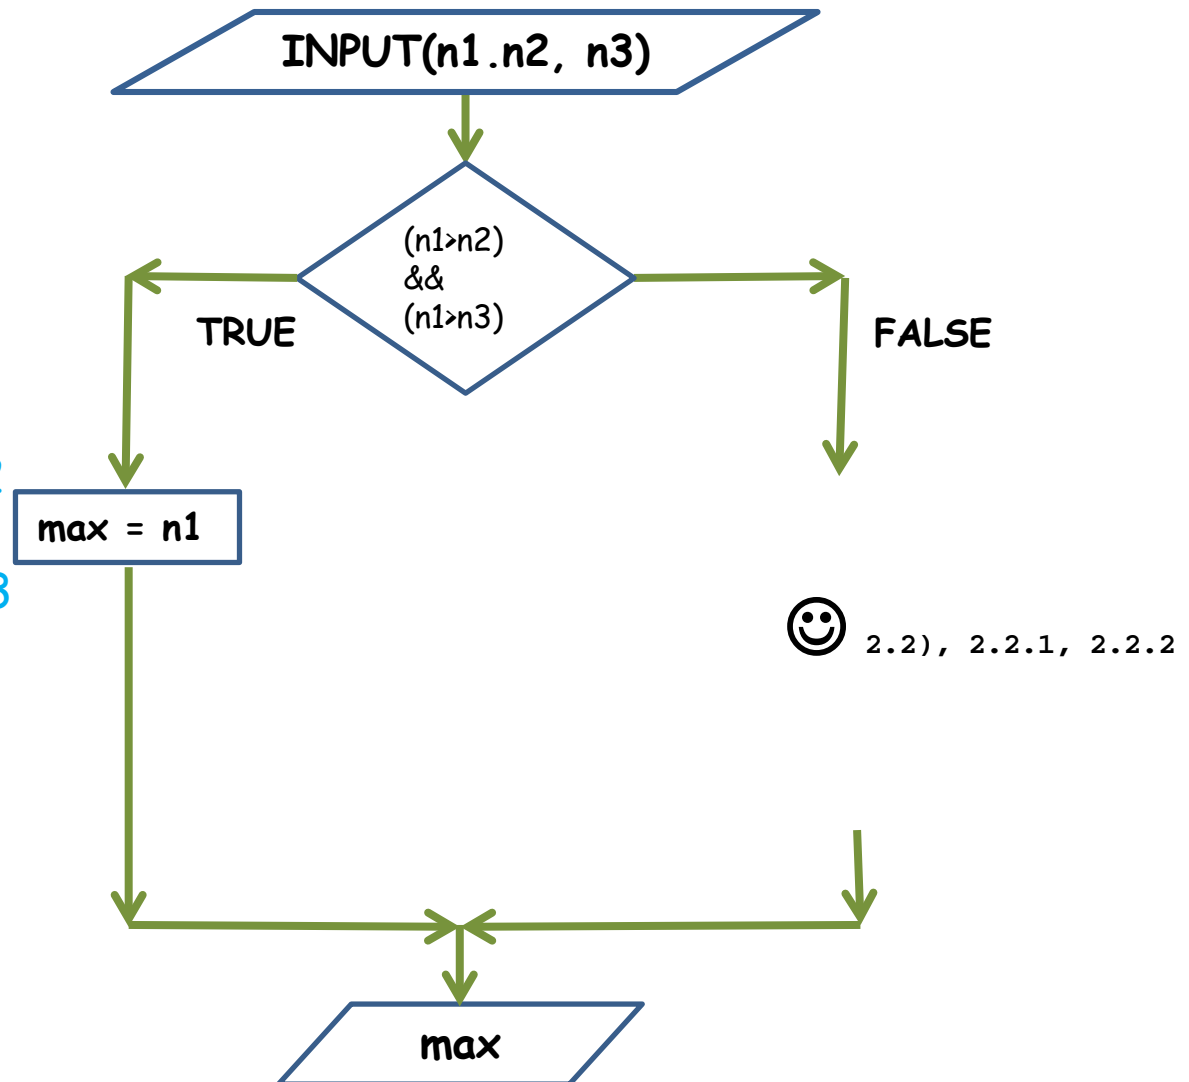 INPUT(n1.n2, n3)
(n1>n2)
&&
(n1>n3)
TRUE
FALSE
max = n1
3
2.2), 2.2.1, 2.2.2
max